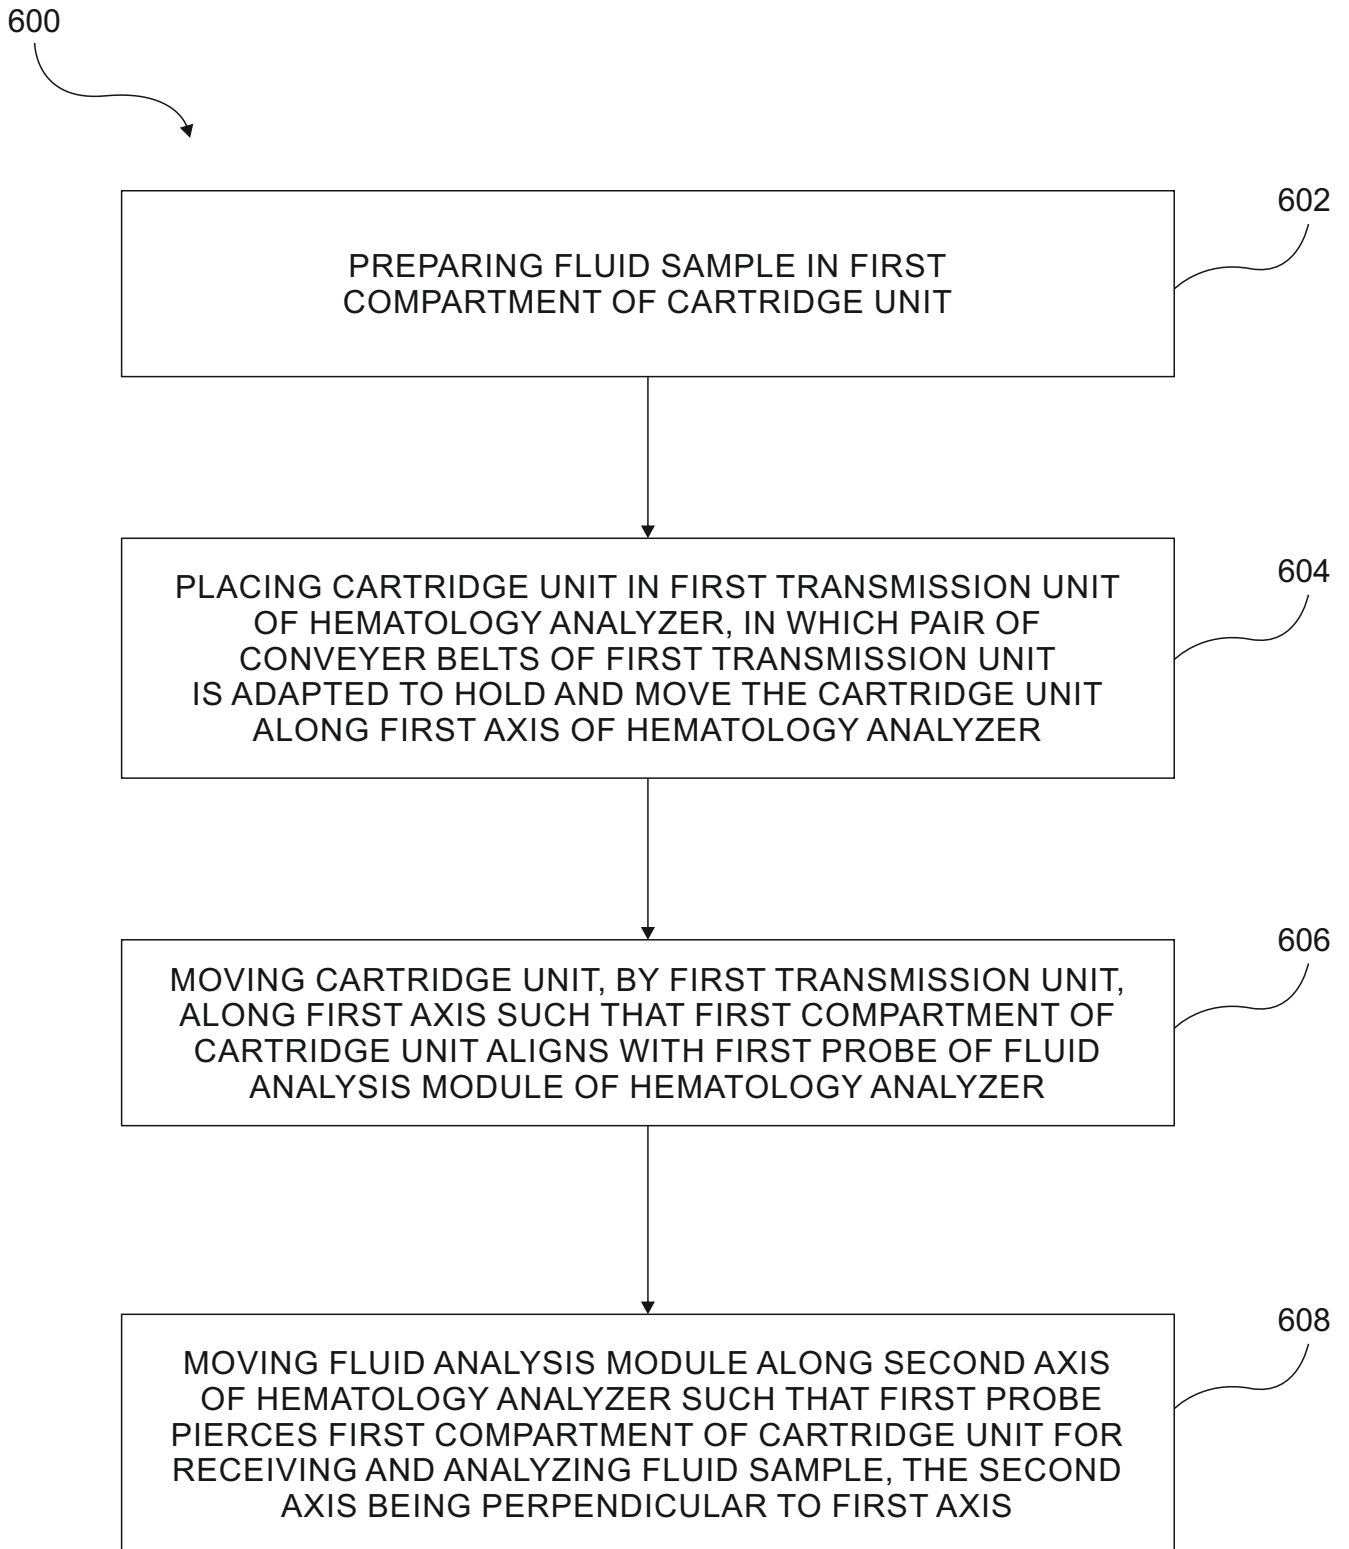 600
602
PREPARING FLUID SAMPLE IN FIRST
COMPARTMENT OF CARTRIDGE UNIT
604
PLACING CARTRIDGE UNIT IN FIRST TRANSMISSION UNIT
OF HEMATOLOGY ANALYZER, IN WHICH PAIR OF
CONVEYER BELTS OF FIRST TRANSMISSION UNIT
IS ADAPTED TO HOLD AND MOVE THE CARTRIDGE UNIT
ALONG FIRST AXIS OF HEMATOLOGY ANALYZER
606
MOVING CARTRIDGE UNIT, BY FIRST TRANSMISSION UNIT,
ALONG FIRST AXIS SUCH THAT FIRST COMPARTMENT OF
CARTRIDGE UNIT ALIGNS WITH FIRST PROBE OF FLUID
ANALYSIS MODULE OF HEMATOLOGY ANALYZER
608
MOVING FLUID ANALYSIS MODULE ALONG SECOND AXIS
OF HEMATOLOGY ANALYZER SUCH THAT FIRST PROBE
PIERCES FIRST COMPARTMENT OF CARTRIDGE UNIT FOR
RECEIVING AND ANALYZING FLUID SAMPLE, THE SECOND
AXIS BEING PERPENDICULAR TO FIRST AXIS